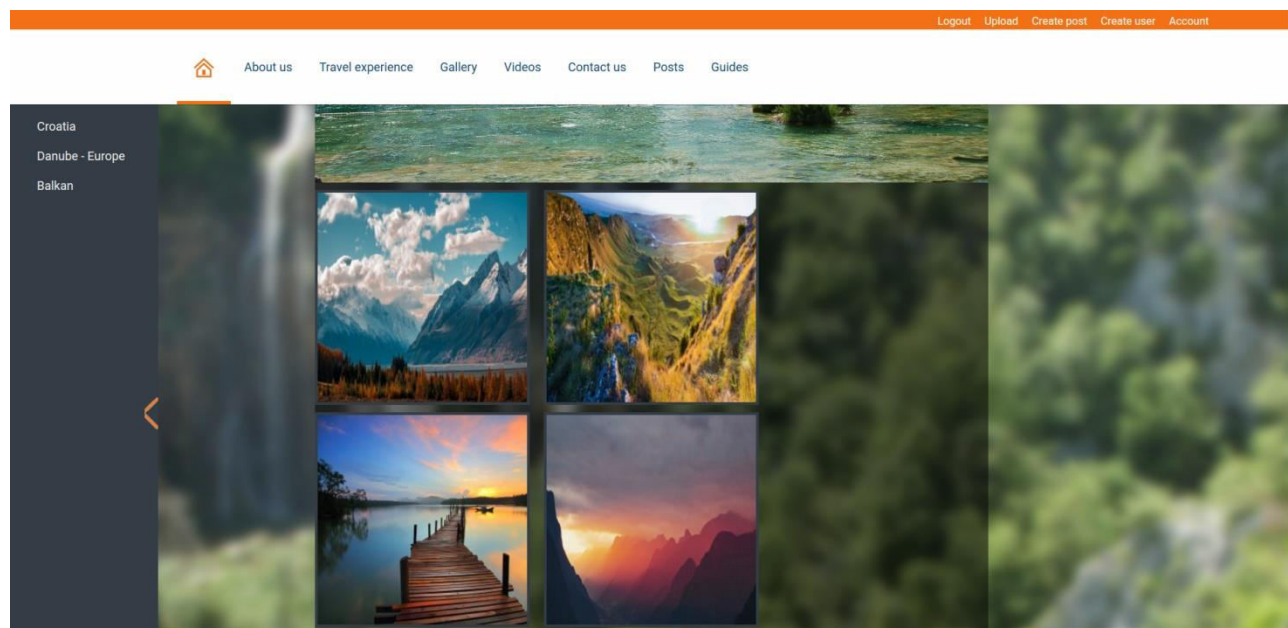 Logout Upload Create post Create user Account
About us Travel experience Gallery Videos Contact us Posts Guides
Croatia
Danube - Europe
Balkan